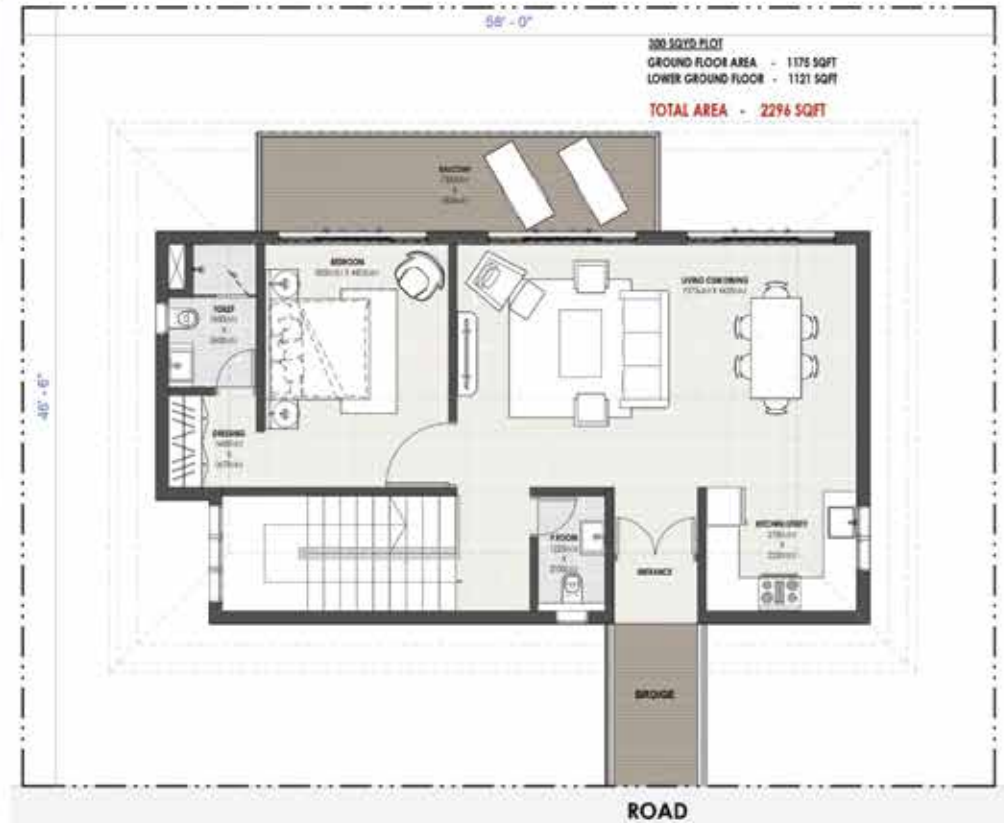 58' - 0"
300 SQYD PLOT
GROUND FLOOR AREA - 1175 SQFT
LOWER GROUND FLOOR - 1121 SQFT
TOTAL AREA - 2296 SQFT
BALCONY
X
46' - 6"
BEDROOM
LIVING CUM DINING
TOILET
X
DRESSING
X
P.ROOM
X
ENTRANCE
KITCHEN/UTILITY
X
BRIDGE
ROAD